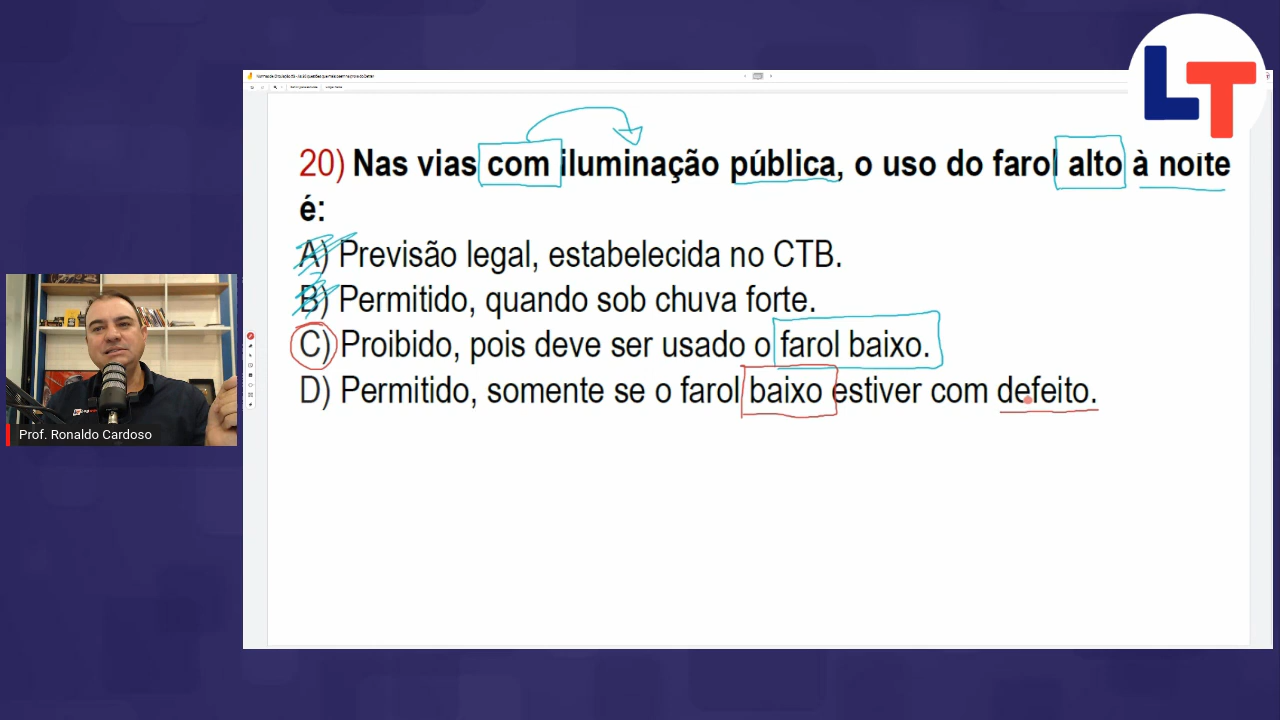 LT
20) Nas vias com iluminação pública, o uso do farol alto à noite
é:
A) Previsão legal, estabelecida no CTB.
B) Permitido, quando sob chuva forte.
C) Proibido, pois deve ser usado o farol baixo.
D) Permitido, somente se o farol baixo estiver com defeito.
Prof. Ronaldo Cardoso